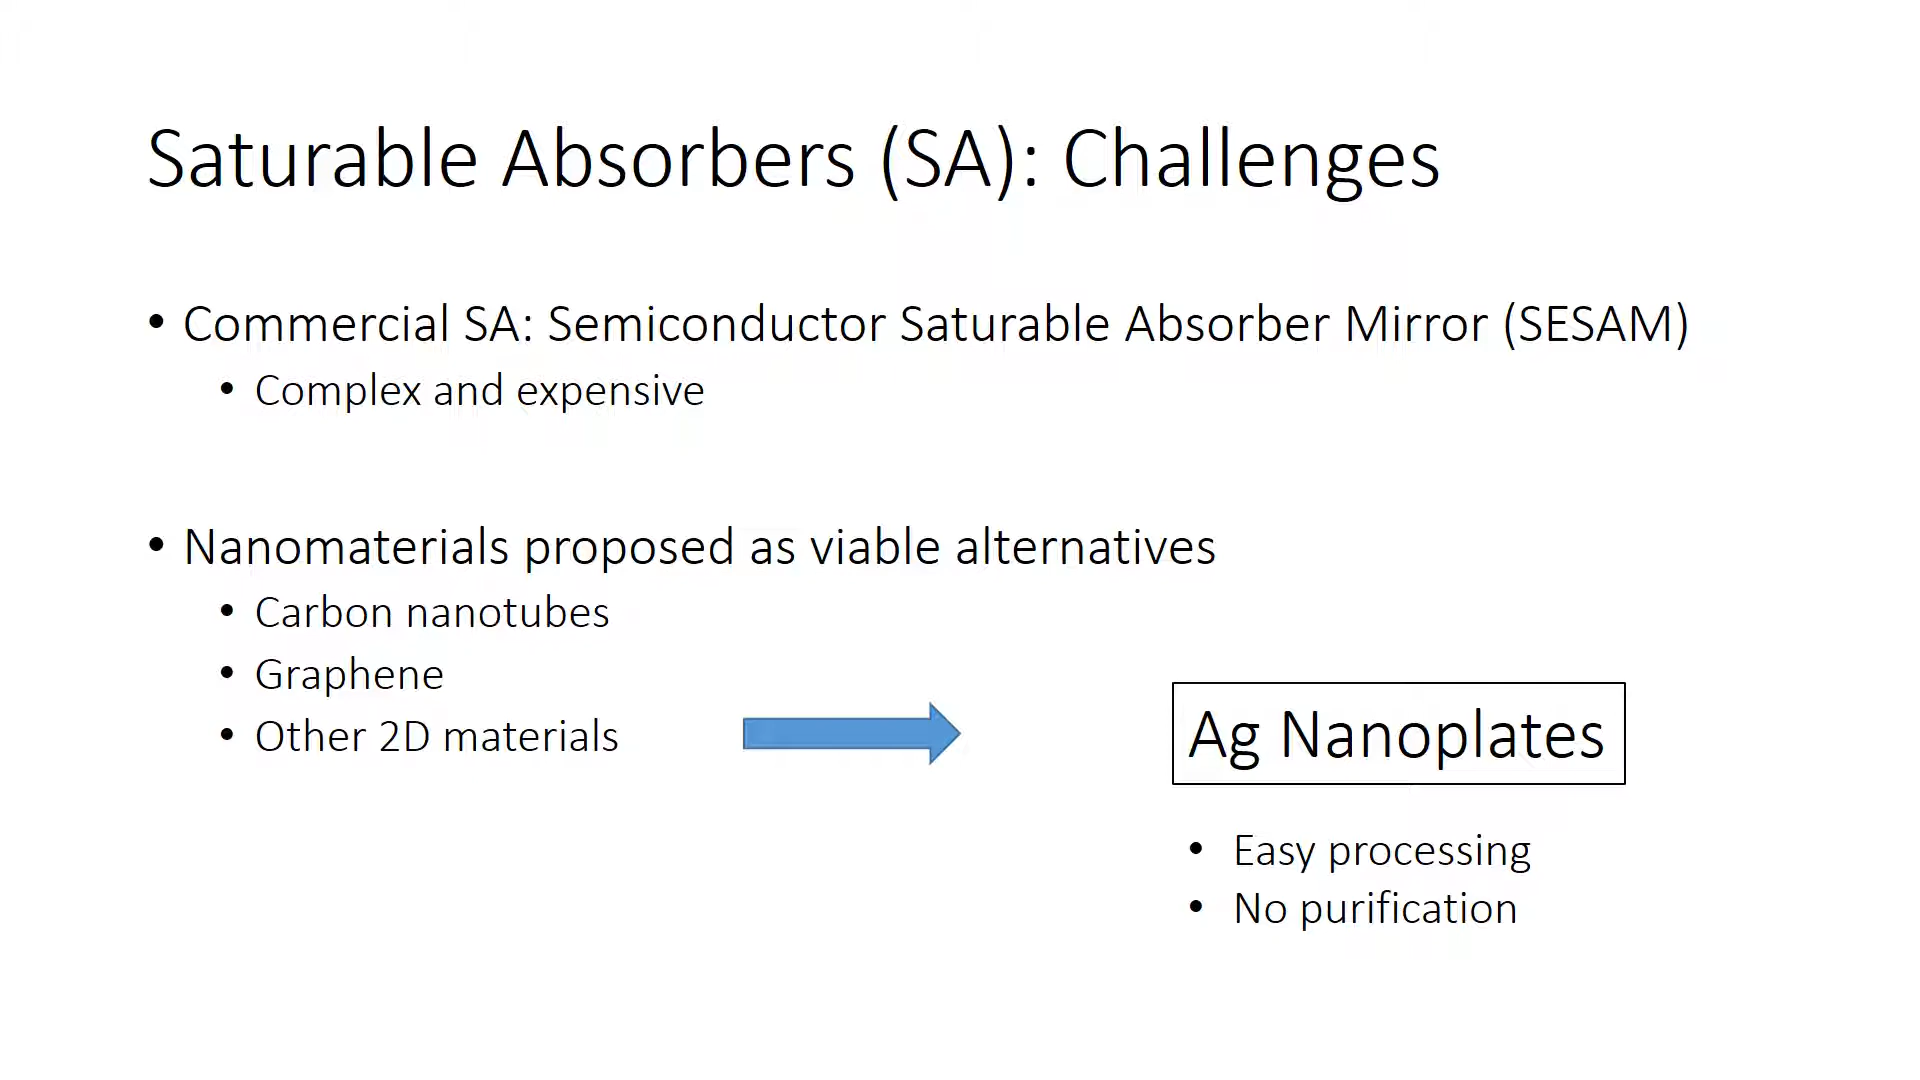 Saturable Absorbers (SA): Challenges
• Commercial SA: Semiconductor Saturable Absorber Mirror (SESAM)
• Complex and expensive
• Nanomaterials proposed as viable alternatives
• Carbon nanotubes
• Graphene
• Other 2D materials
Ag Nanoplates
• Easy processing
• No purification